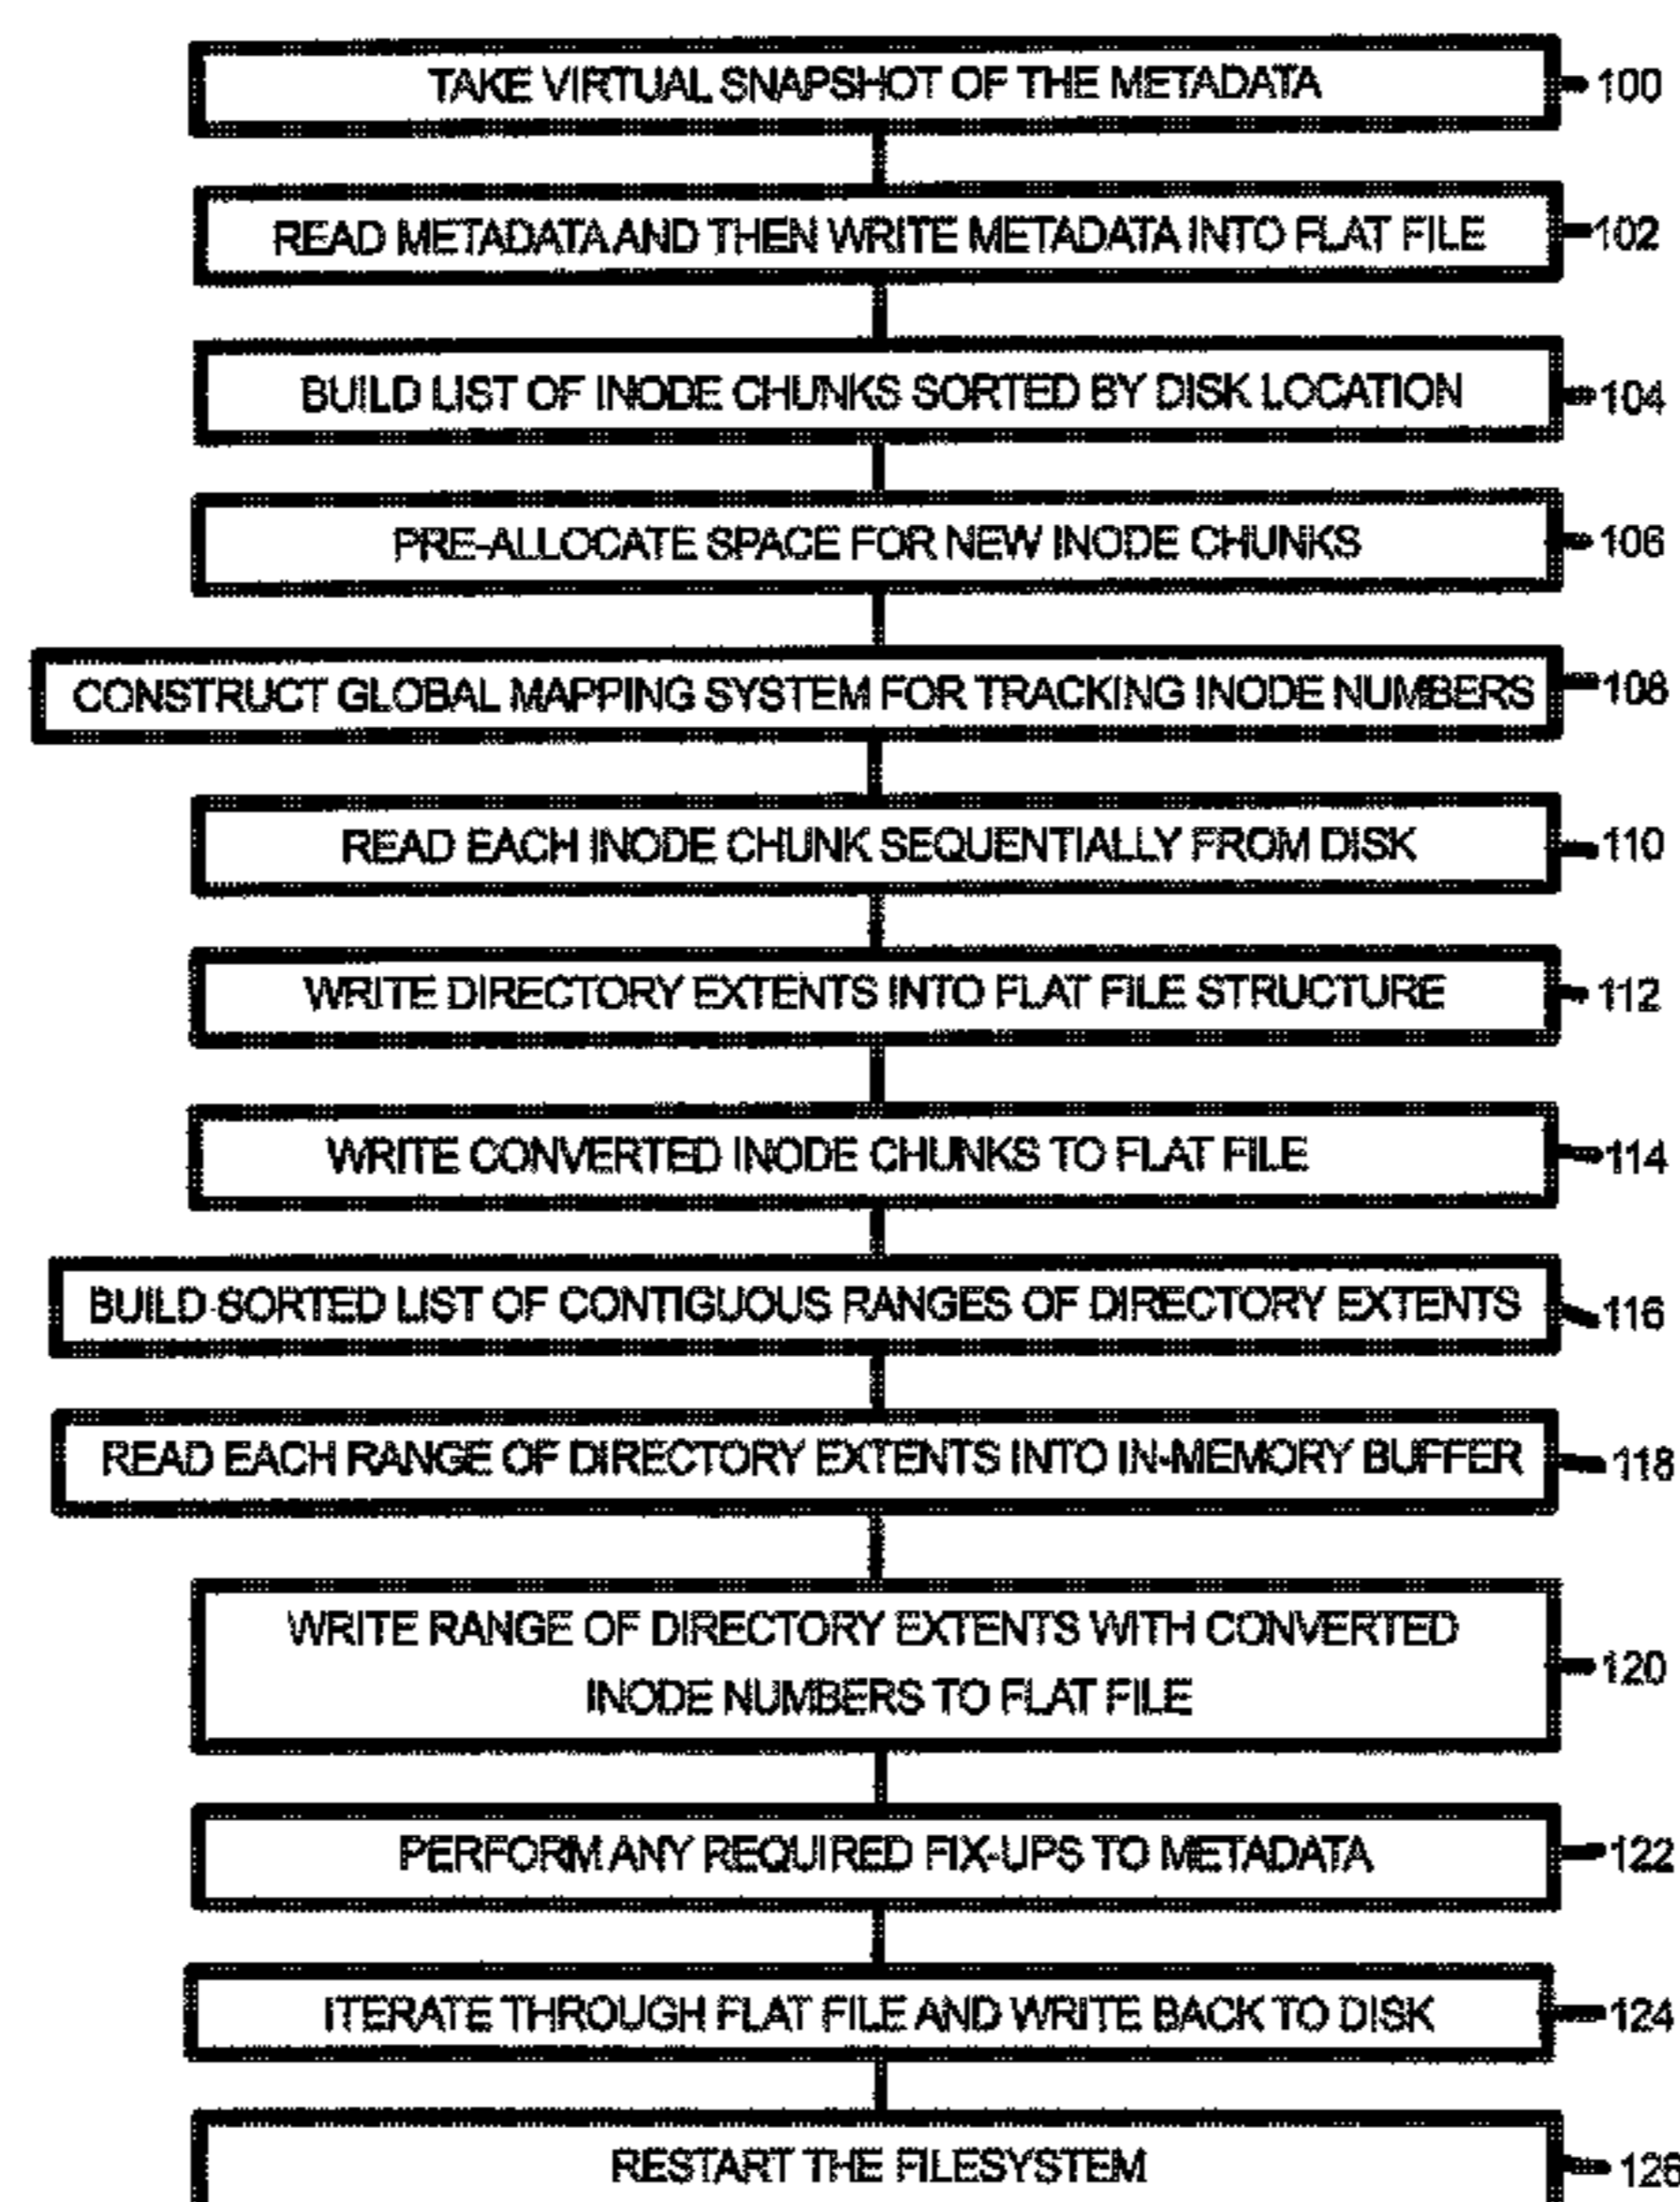 TAKE VIRTUAL SNAPSHOT OF THE METADATA 100
READ METADATA AND THEN WRITE METADATA INTO FLAT FILE 102
BUILD LIST OF INODE CHUNKS SORTED BY DISK LOCATION 104
PRE-ALLOCATE SPACE FOR NEW INODE CHUNKS 106
CONSTRUCT GLOBAL MAPPING SYSTEM FOR TRACKING INODE NUMBERS 108
READ EACH INODE CHUNK SEQUENTIALLY FROM DISK 110
WRITE DIRECTORY EXTENTS INTO FLAT FILE STRUCTURE 112
WRITE CONVERTED INODE CHUNKS TO FLAT FILE 114
BUILD SORTED LIST OF CONTIGUOUS RANGES OF DIRECTORY EXTENTS 116
READ EACH RANGE OF DIRECTORY EXTENTS INTO IN-MEMORY BUFFER 118
WRITE RANGE OF DIRECTORY EXTENTS WITH CONVERTED
INODE NUMBERS TO FLAT FILE 120
PERFORM ANY REQUIRED FIX-UPS TO METADATA 122
ITERATE THROUGH FLAT FILE AND WRITE BACK TO DISK 124
RESTART THE FILESYSTEM 126